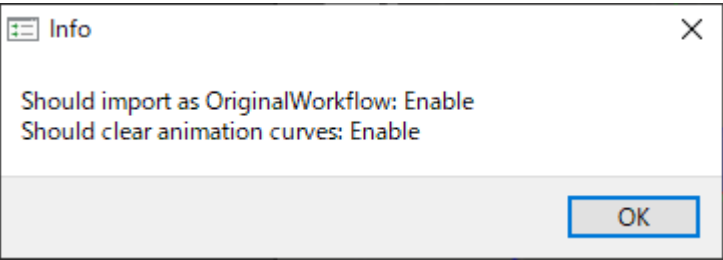 Info
Should import as OriginalWorkflow: Enable
Should clear animation curves: Enable
OK